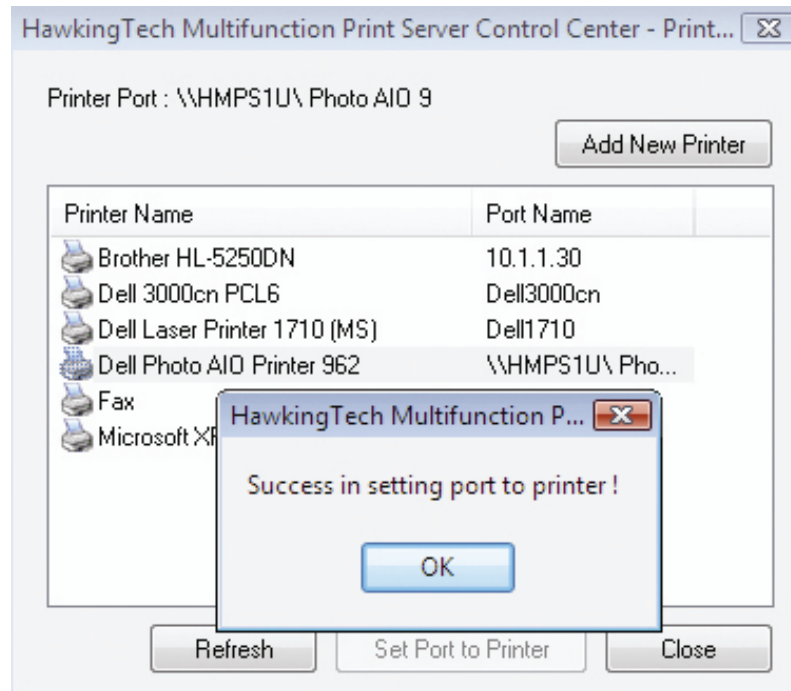 HawkingTech Multifunction Print Server Control Center - Print...
Printer Port : \\HMPS1U\ Photo AIO 9
Add New Printer
Printer Name Port Name
Brother HL-5250DN 10.1.1.30
Dell 3000cn PCL6 Dell3000cn
Dell Laser Printer 1710 (MS) Dell1710
Dell Photo AIO Printer 962 \\HMPS1U\ Pho...
Fax
Microsoft
HawkingTech Multifunction P...
Success in setting port to printer !
OK
Refresh Set Port to Printer Close